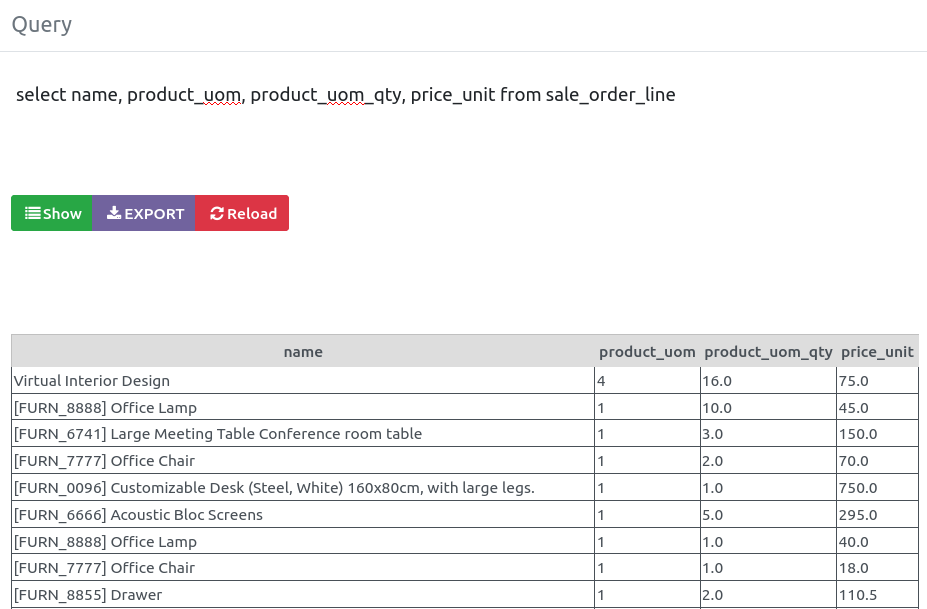 Query
select name, product_uom, product_uom_qty, price_unit from sale_order_line
Show EXPORT Reload
name product_uom product_uom_qty price_unit
Virtual Interior Design 4 16.0 75.0
[FURN_8888] Office Lamp 1 10.0 45.0
[FURN_6741] Large Meeting Table Conference room table 1 3.0 150.0
[FURN_7777] Office Chair 1 2.0 70.0
[FURN_0096] Customizable Desk (Steel, White) 160x80cm, with large legs. 1 1.0 750.0
[FURN_6666] Acoustic Bloc Screens 1 5.0 295.0
[FURN_8888] Office Lamp 1 1.0 40.0
[FURN_7777] Office Chair 1 1.0 18.0
[FURN_8855] Drawer 1 2.0 110.5